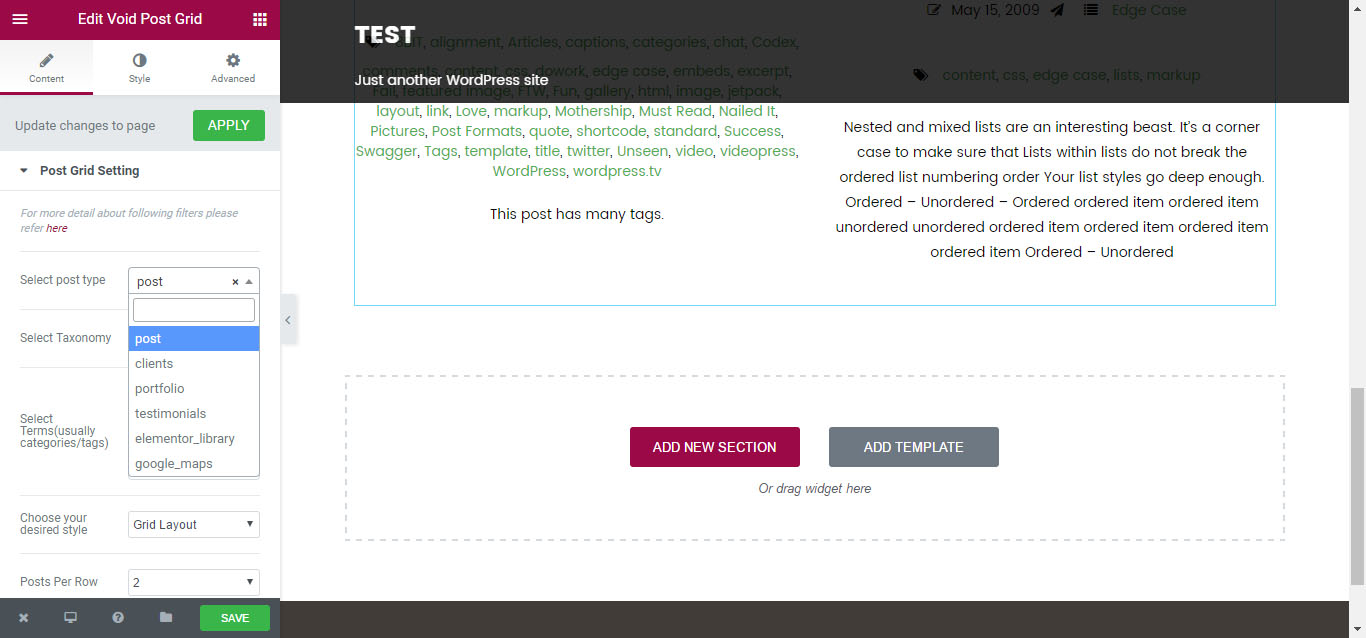 Edit Void Post Grid
Content
Style
Advanced
Update changes to page
APPLY
Post Grid Setting
For more detail about following filters please
refer here
Select post type
post
×
post
clients
portfolio
testimonials
elementor_library
google_maps
Select Taxonomy
Select
Terms(usually
categories/tags)
Choose your
desired style
Grid Layout
Posts Per Row
2
SAVE
TEST
Just another WordPress site
alignment, Articles, captions, categories, chat, Codex,
comments, content, css, dowork, edge case, embeds, excerpt,
Fail, featured image, FTW, Fun, gallery, html, image, jetpack,
layout, link, Love, markup, Mothership, Must Read, Nailed It,
Pictures, Post Formats, quote, shortcode, standard, Success,
Swagger, Tags, template, title, twitter, Unseen, video, videopress,
WordPress, wordpress.tv
This post has many tags.
May 15, 2009
Edge Case
content, css, edge case, lists, markup
Nested and mixed lists are an interesting beast. It's a corner
case to make sure that Lists within lists do not break the
ordered list numbering order Your list styles go deep enough.
Ordered – Unordered – Ordered ordered item ordered item
unordered unordered ordered item ordered item ordered item
ordered item Ordered – Unordered
ADD NEW SECTION
ADD TEMPLATE
Or drag widget here